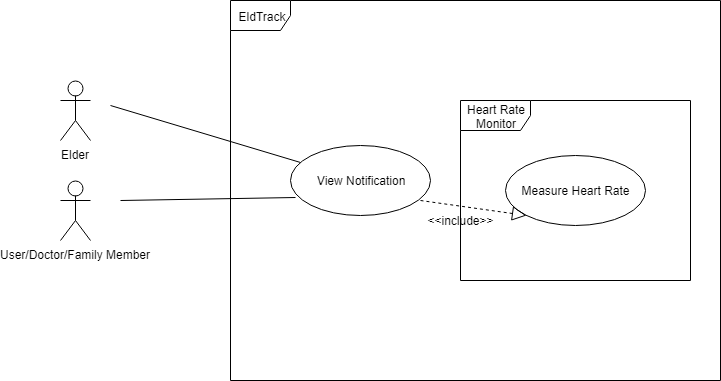 EldTrack
Heart Rate
Monitor
Elder
View Notification
Measure Heart Rate
<<include>>
User/Doctor/Family Member